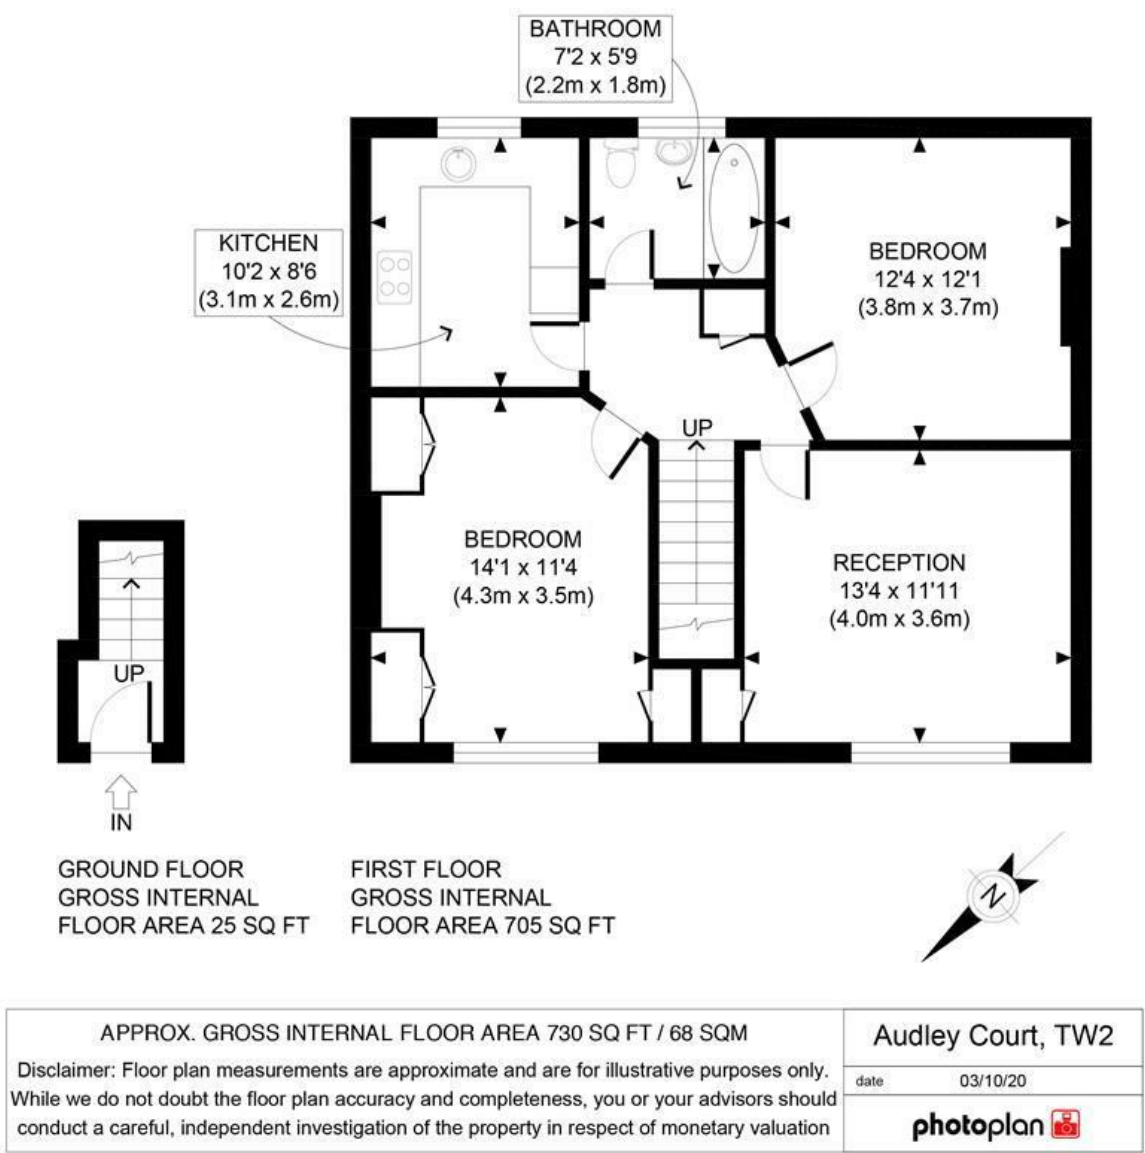 BATHROOM
7'2 x 5'9
(2.2m x 1.8m)
KITCHEN
10'2 x 8'6
(3.1m x 2.6m)
BEDROOM
12'4 x 12'1
(3.8m x 3.7m)
UP
BEDROOM
14'1 x 11'4
(4.3m x 3.5m)
RECEPTION
13'4 x 11'11
(4.0m x 3.6m)
UP
IN
GROUND FLOOR
GROSS INTERNAL
FLOOR AREA 25 SQ FT
FIRST FLOOR
GROSS INTERNAL
FLOOR AREA 705 SQ FT
N
APPROX. GROSS INTERNAL FLOOR AREA 730 SQ FT / 68 SQM
Disclaimer: Floor plan measurements are approximate and are for illustrative purposes only.
While we do not doubt the floor plan accuracy and completeness, you or your advisors should
conduct a careful, independent investigation of the property in respect of monetary valuation
Audley Court, TW2
date 03/10/20
photoplan